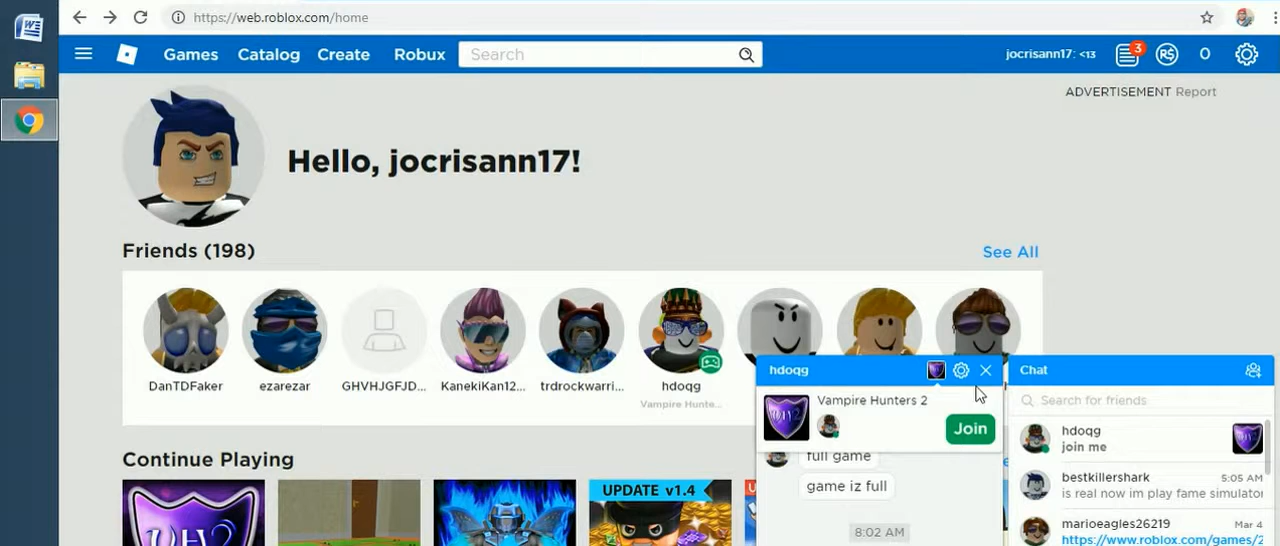 https://web.roblox.com/home
Games Catalog Create Robux Search jocrisann17: <13 3 R$ 0
ADVERTISEMENT Report
Hello, jocrisann17!
Friends (198)
See All
DanTDFaker ezarezar GHVHJGFJD... KanekiKan12... trdrockwarri... hdoqg
Vampire Hunte...
Continue Playing
UPDATE v1.4
hdoqg
Vampire Hunters 2
Join
full game
game iz full
8:02 AM
Chat
Search for friends
hdoqg
join me
bestkillershark 5:05 AM
is real now im play fame simulator
marioeagles26219 Mar 4
https://www.roblox.com/games/2